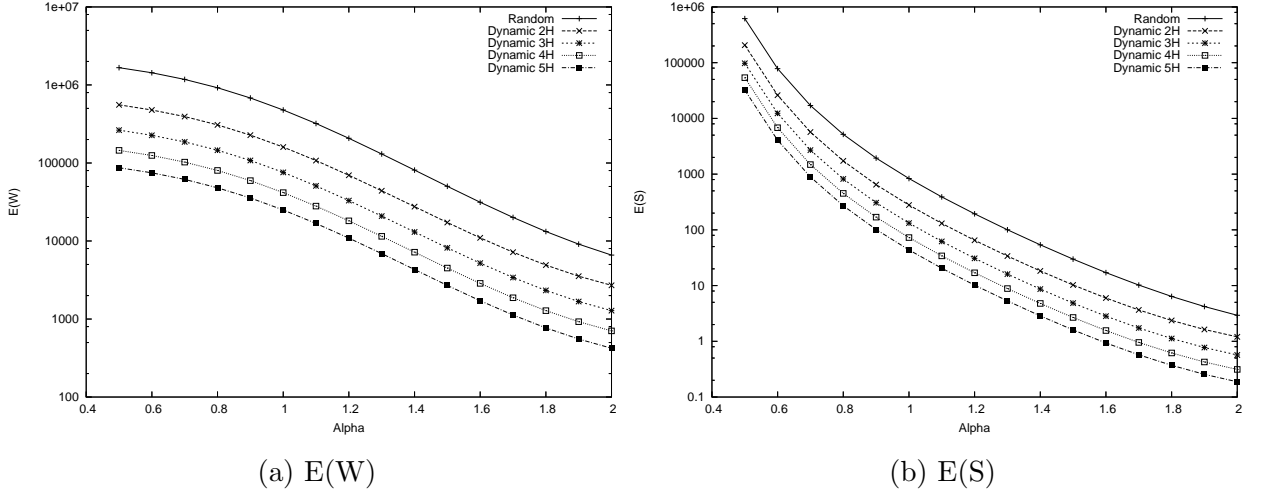 1e+07
1e+06
100000
10000
1000
100
0.4 0.6 0.8 1 1.2 1.4 1.6 1.8 2
E(W)
Alpha
Random
Dynamic 2H
Dynamic 3H
Dynamic 4H
Dynamic 5H
(a) E(W)
1e+06
100000
10000
1000
100
10
1
0.1
0.4 0.6 0.8 1 1.2 1.4 1.6 1.8 2
E(S)
Alpha
Random
Dynamic 2H
Dynamic 3H
Dynamic 4H
Dynamic 5H
(b) E(S)